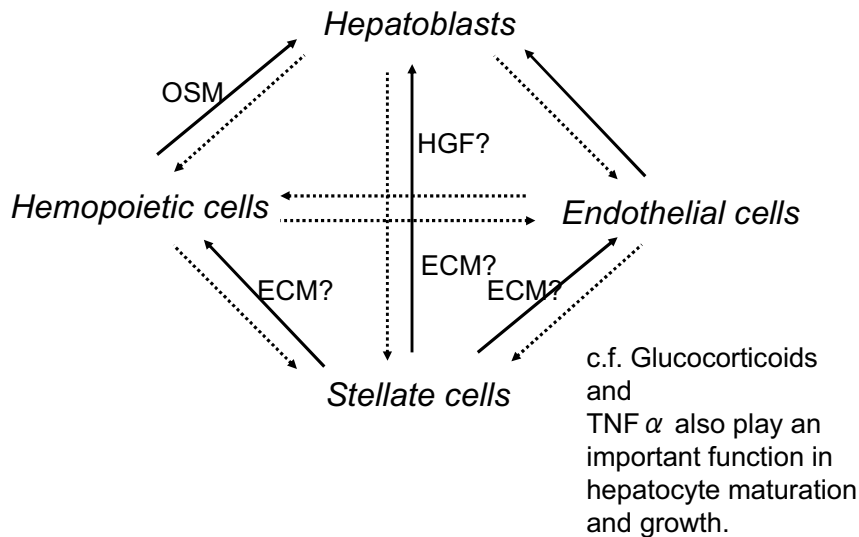 Hepatoblasts
OSM
HGF?
Hemopoietic cells
Endothelial cells
ECM?
ECM?
ECM?
Stellate cells
c.f. Glucocorticoids
and
TNF α also play an
important function in
hepatocyte maturation
and growth.